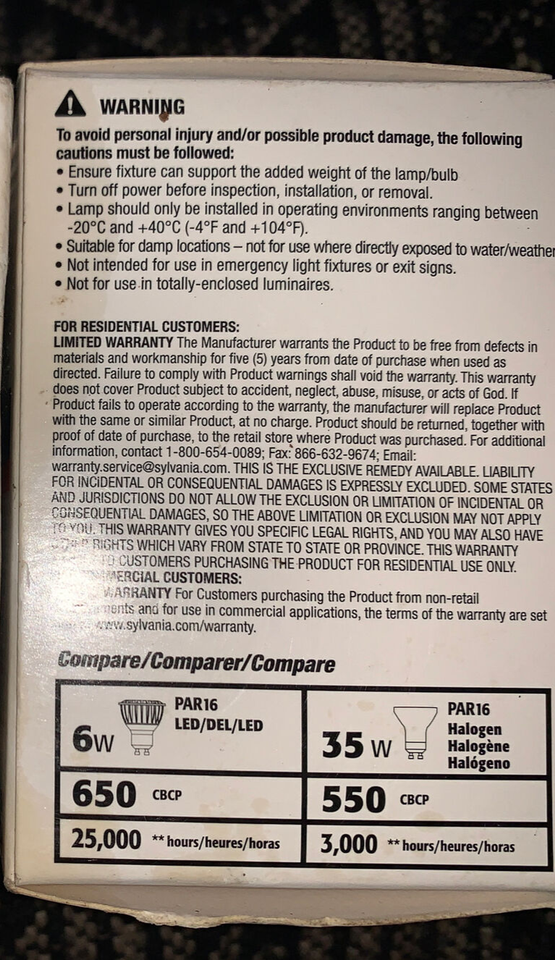 WARNING
To avoid personal injury and/or possible product damage, the following
cautions must be followed:
• Ensure fixture can support the added weight of the lamp/bulb
• Turn off power before inspection, installation, or removal.
• Lamp should only be installed in operating environments ranging between
-20°C and +40°C (-4°F and +104°F).
• Suitable for damp locations – not for use where directly exposed to water/weather
• Not intended for use in emergency light fixtures or exit signs.
• Not for use in totally-enclosed luminaires.
FOR RESIDENTIAL CUSTOMERS:
LIMITED WARRANTY The Manufacturer warrants the Product to be free from defects in
materials and workmanship for five (5) years from date of purchase when used as
directed. Failure to comply with Product warnings shall void the warranty. This warranty
does not cover Product subject to accident, neglect, abuse, misuse, or acts of God. If
Product fails to operate according to the warranty, the manufacturer will replace Product
with the same or similar Product, at no charge. Product should be returned, together with
proof of date of purchase, to the retail store where Product was purchased. For additional
information, contact 1-800-654-0089; Fax: 866-632-9674; Email:
warranty.service@sylvania.com. THIS IS THE EXCLUSIVE REMEDY AVAILABLE. LIABILITY
FOR INCIDENTAL OR CONSEQUENTIAL DAMAGES IS EXPRESSLY EXCLUDED. SOME STATES
AND JURISDICTIONS DO NOT ALLOW THE EXCLUSION OR LIMITATION OF INCIDENTAL OR
CONSEQUENTIAL DAMAGES, SO THE ABOVE LIMITATION OR EXCLUSION MAY NOT APPLY
TO YOU. THIS WARRANTY GIVES YOU SPECIFIC LEGAL RIGHTS, AND YOU MAY ALSO HAVE
OTHER RIGHTS WHICH VARY FROM STATE TO STATE OR PROVINCE. THIS WARRANTY
TO CUSTOMERS PURCHASING THE PRODUCT FOR RESIDENTIAL USE ONLY.
CUSTOMERS:
WARRANTY For Customers purchasing the Product from non-retail
and for use in commercial applications, the terms of the warranty are set
www.sylvania.com/warranty.
Compare/Comparer/Compare
6W PAR16
LED/DEL/LED
35 W PAR16
Halogen
Halogène
Halógeno
650 CBCP
550 CBCP
25,000 ** hours/heures/horas
3,000 ** hours/heures/horas